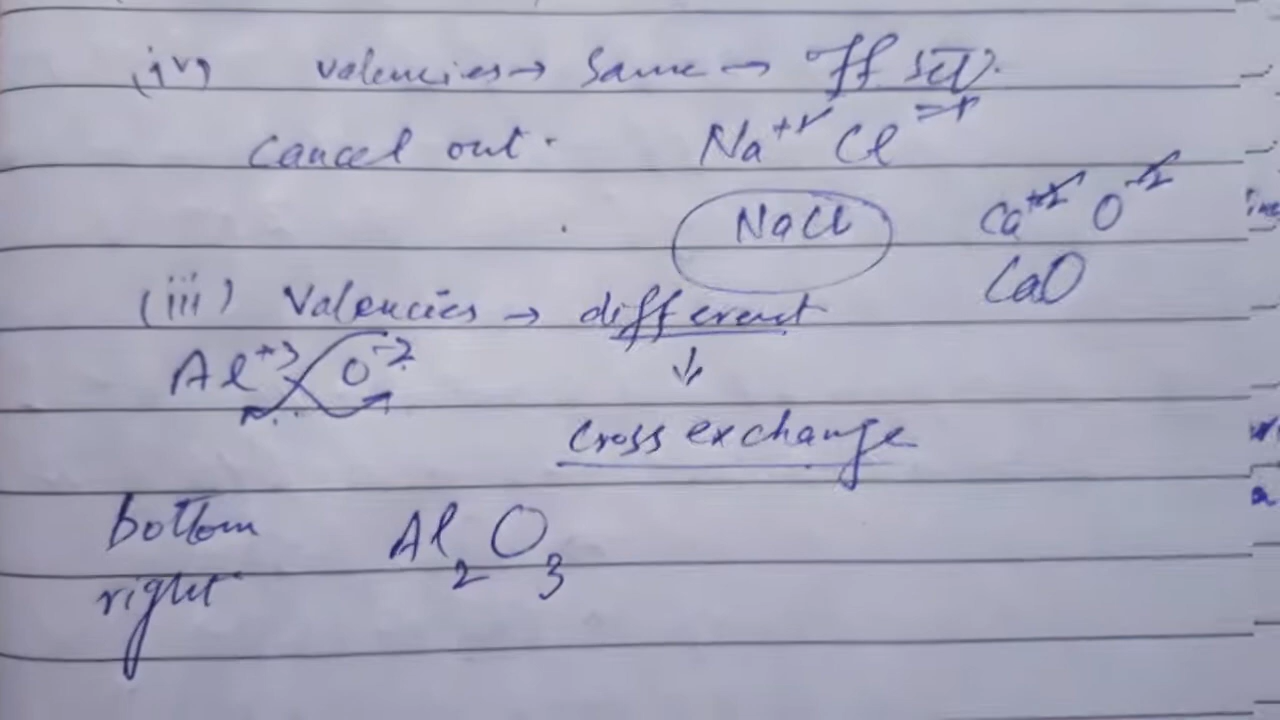 (iv) valencies → Same → Off set.
Cancel out. Na⁺¹ Cl⁻¹
NaCl Ca⁺² O⁻²
CaO
(iii) Valencies → different
Al⁺³ O⁻² ↓
Cross exchange
bottom Al₂O₃
right